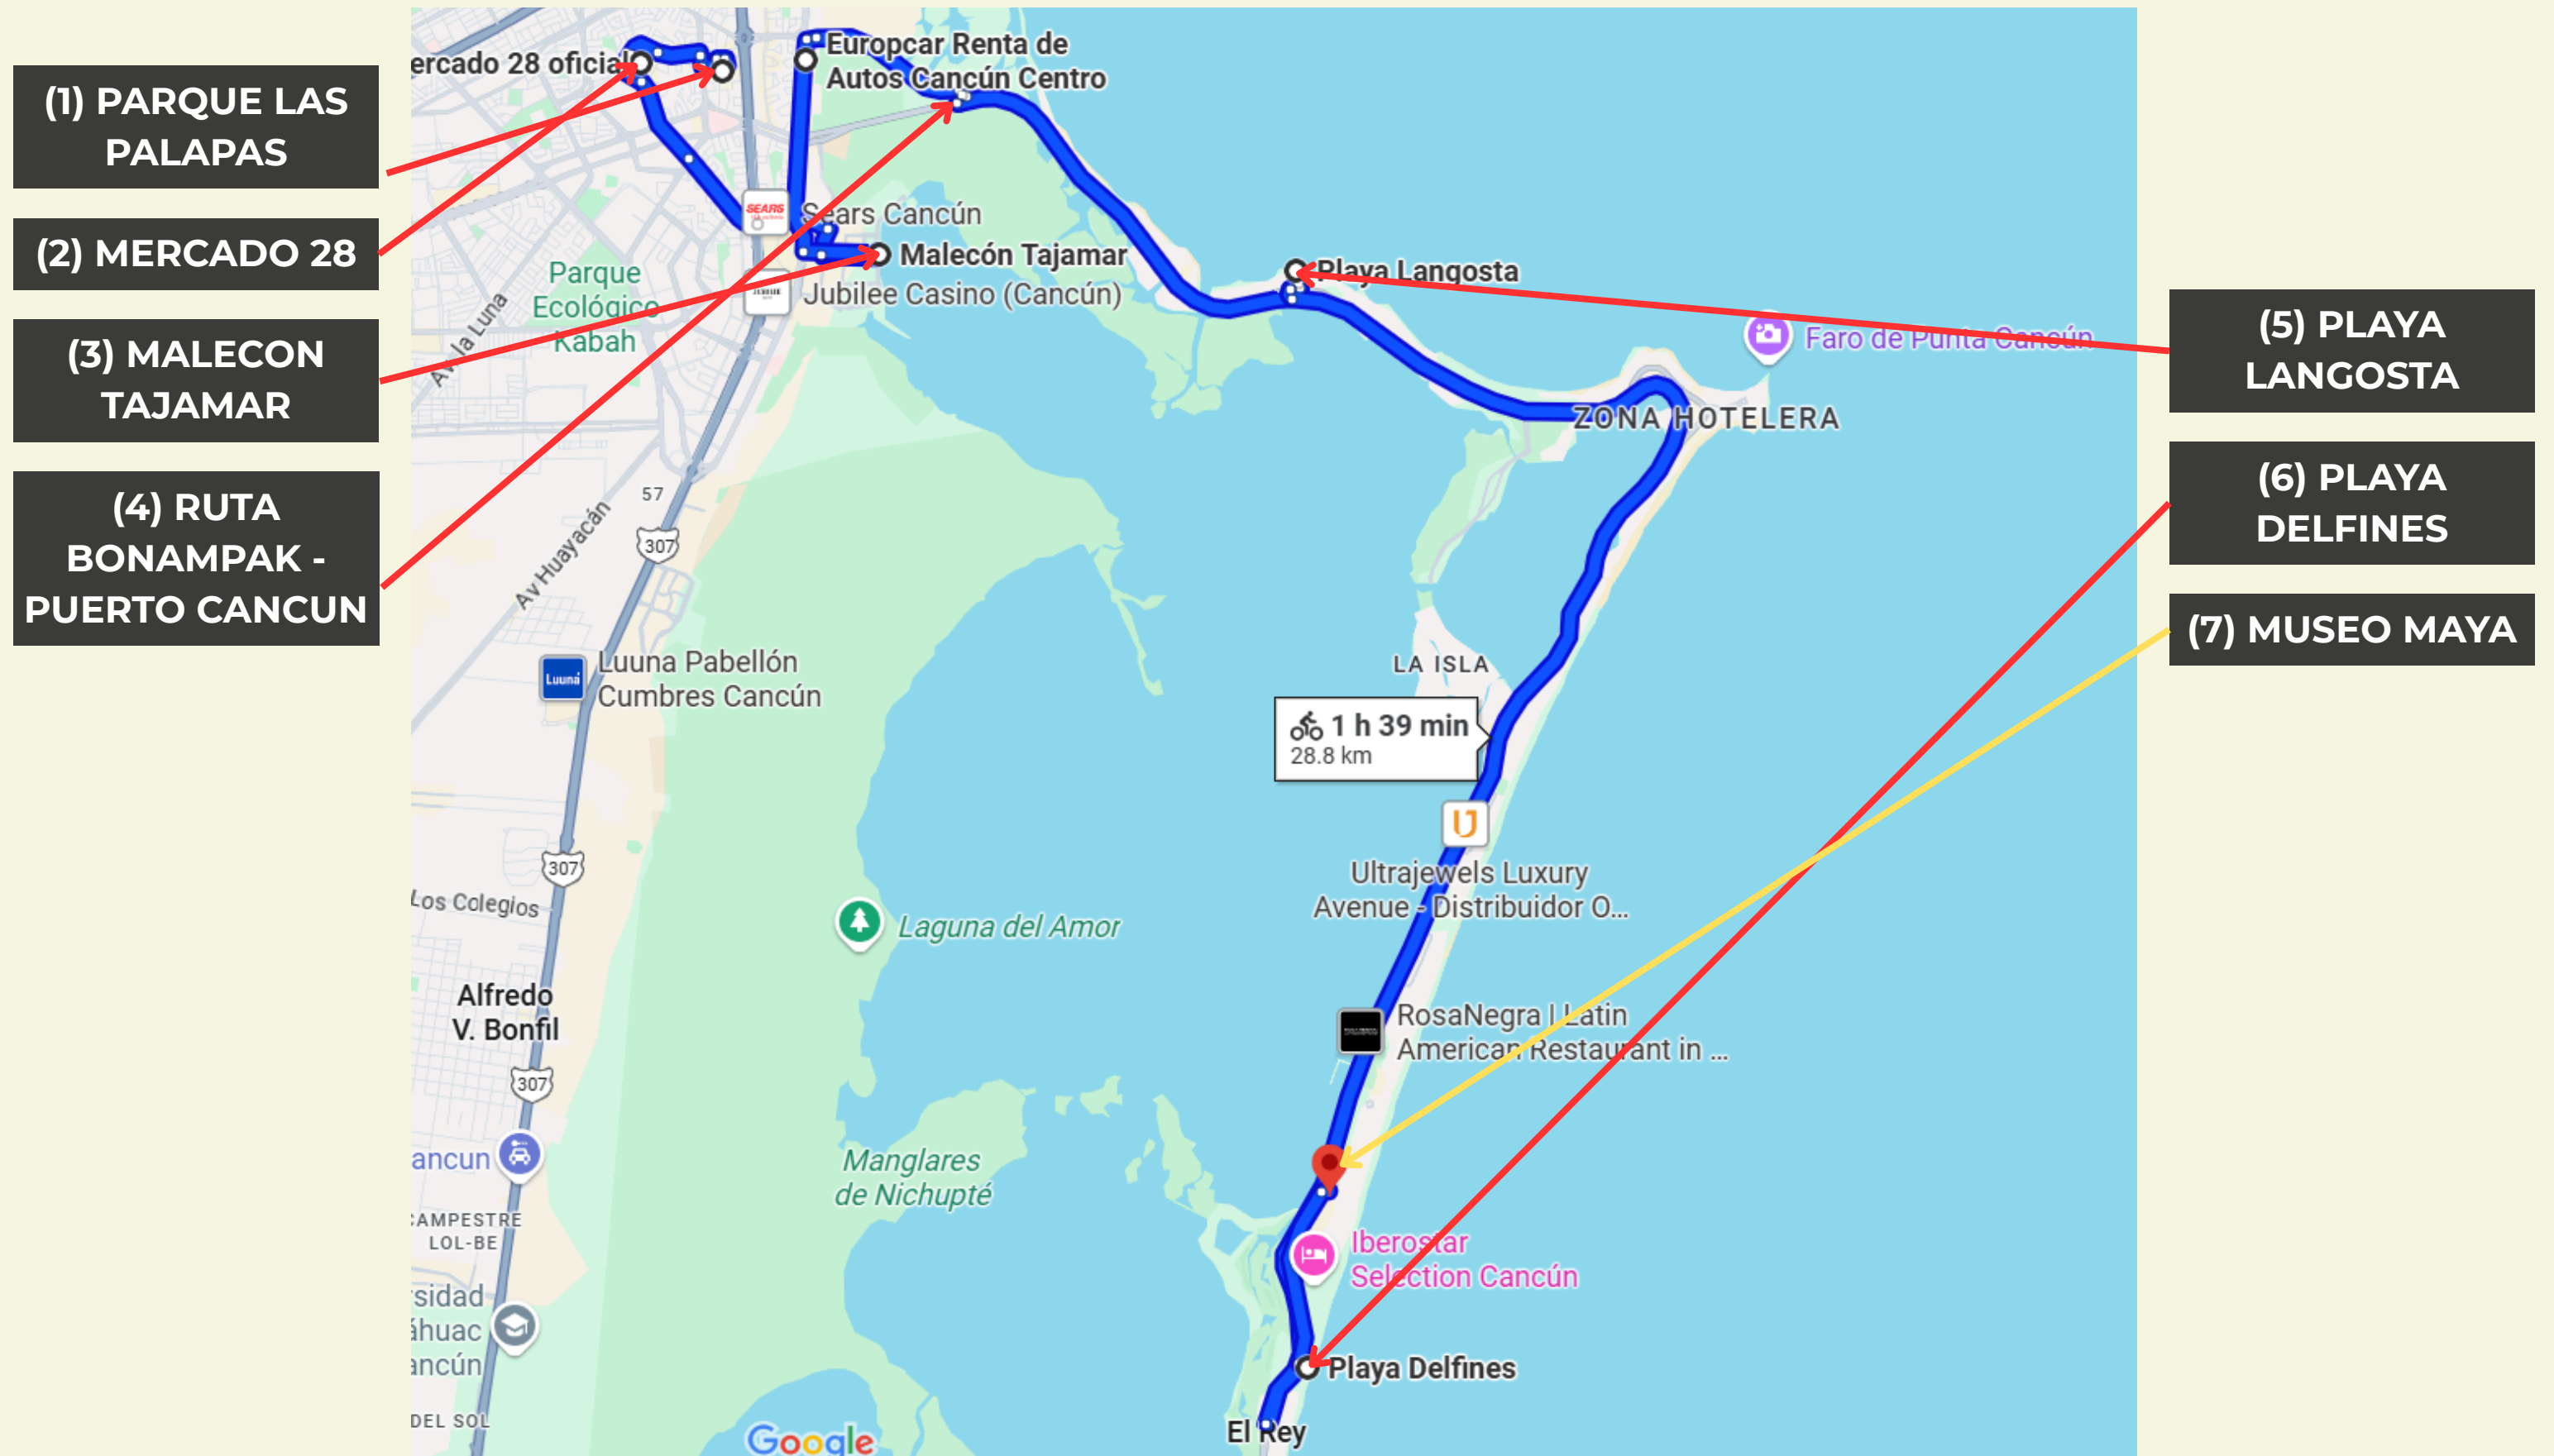 (1) PARQUE LAS
PALAPAS
(2) MERCADO 28
(3) MALECON
TAJAMAR
(4) RUTA
BONAMPAK -
PUERTO CANCUN
ercado 28 oficial
Europcar Renta de
Autos Cancún Centro
SEARS
Sears Cancún
Malecón Tajamar
Jubilee Casino (Cancún)
Parque
Ecológico
Kabah
Av. la Luna
Playa Langosta
Faro de Punta Cancún
ZONA HOTELERA
57
307
Av Huayacán
Luuna
Luuna Pabellón
Cumbres Cancún
LA ISLA
1 h 39 min
28.8 km
Ultrajewels Luxury
Avenue - Distribuidor O...
307
Los Colegios
Laguna del Amor
Alfredo
V. Bonfil
RosaNegra | Latin
American Restaurant in ...
307
ancun
Manglares
de Nichupté
CAMPESTRE
LOL-BE
Iberostar
Selection Cancún
rsidad
áhuac
ancún
Playa Delfines
DEL SOL
Google
El Rey
(5) PLAYA
LANGOSTA
(6) PLAYA
DELFINES
(7) MUSEO MAYA